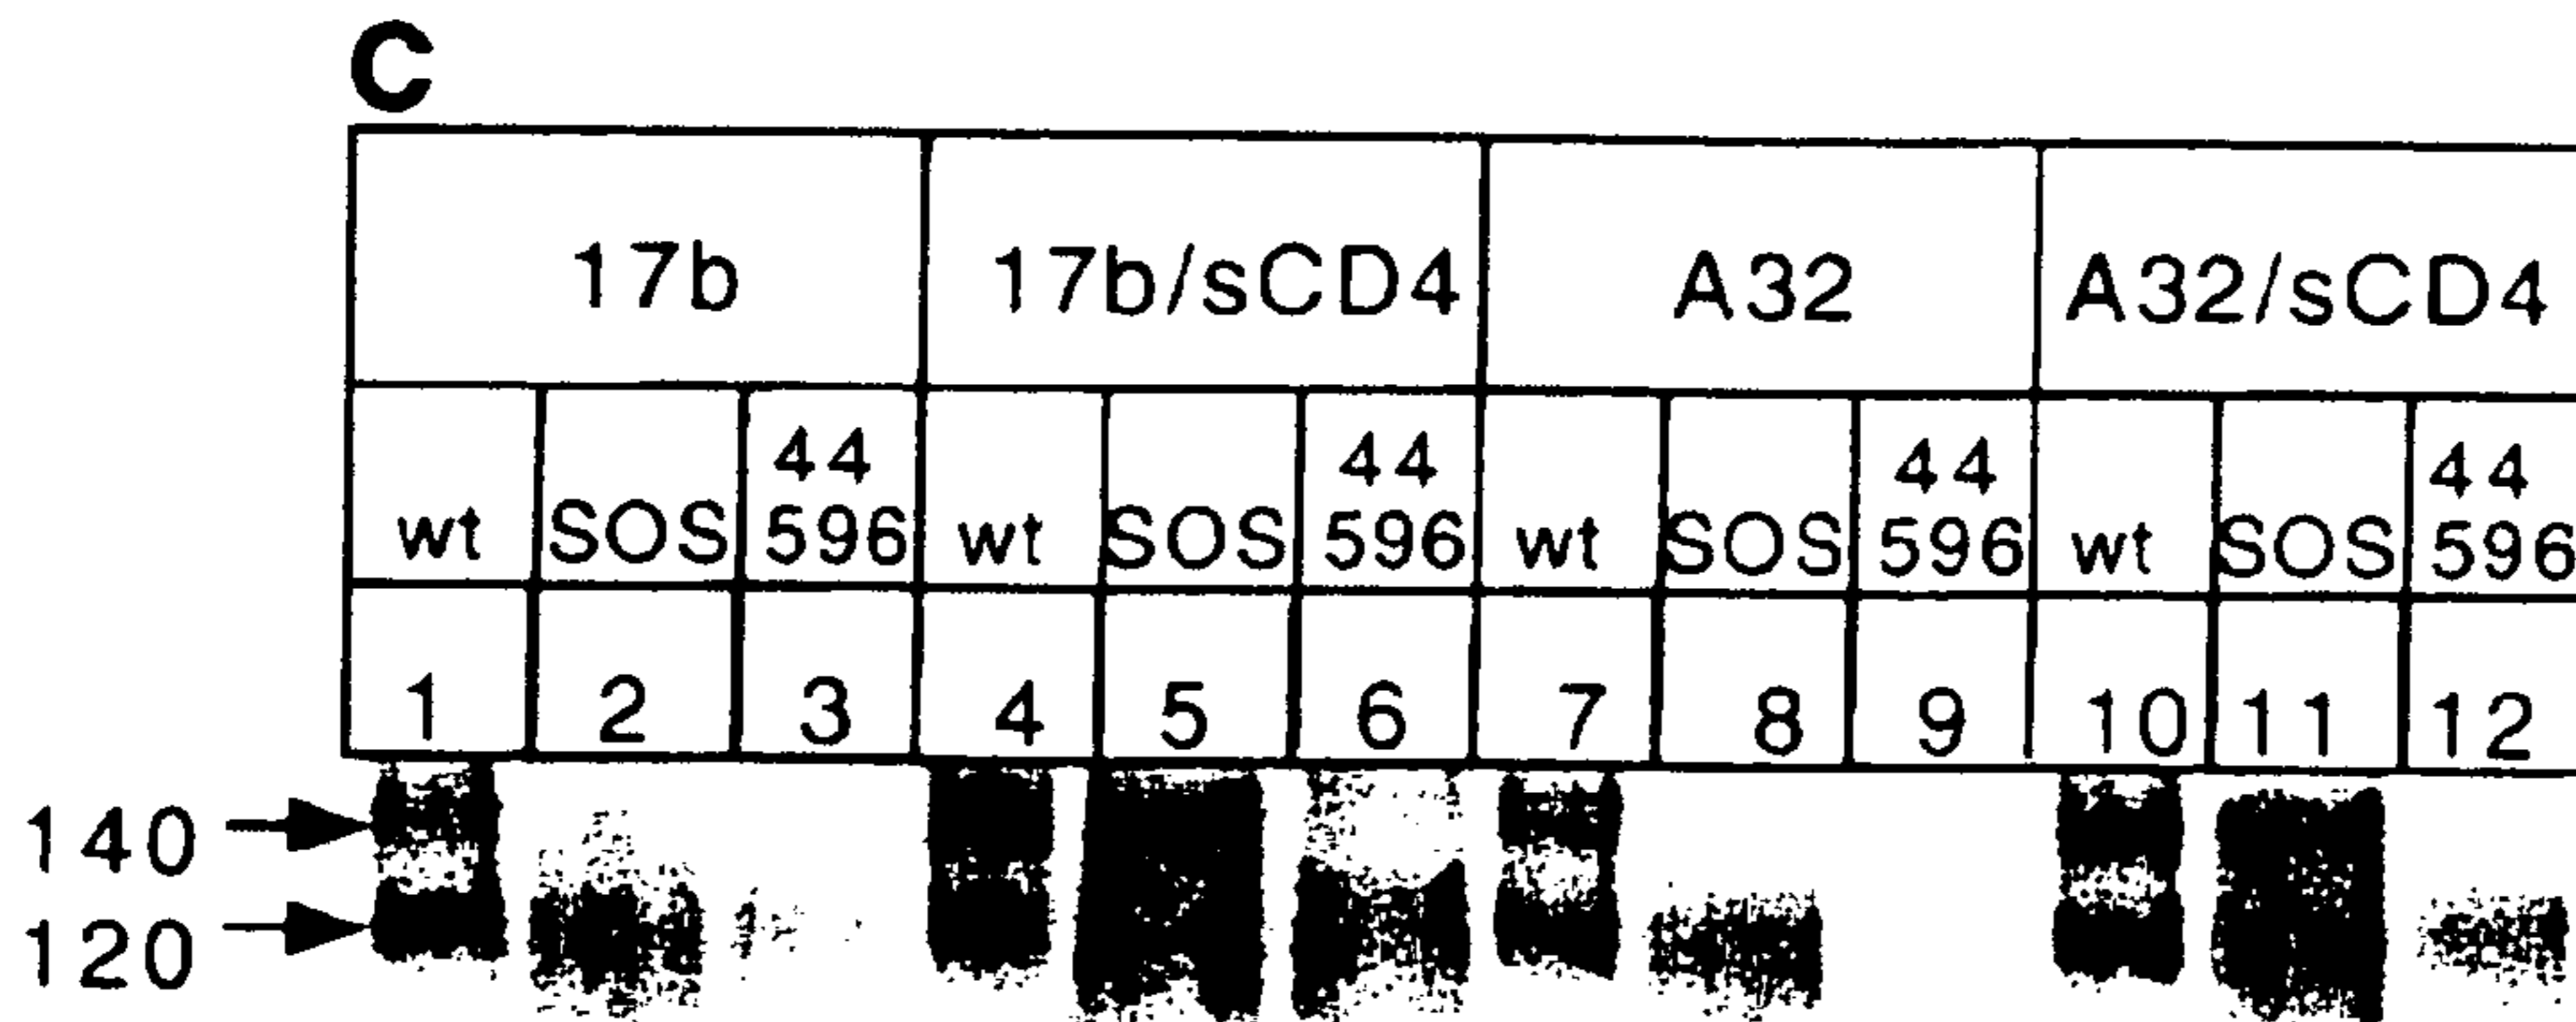 C
17b 17b/sCD4 A32 A32/sCD4
44 44 44 44
wt SOS 596 wt SOS 596 wt SOS 596 wt SOS 596
1 2 3 4 5 6 7 8 9 10 11 12
140
120